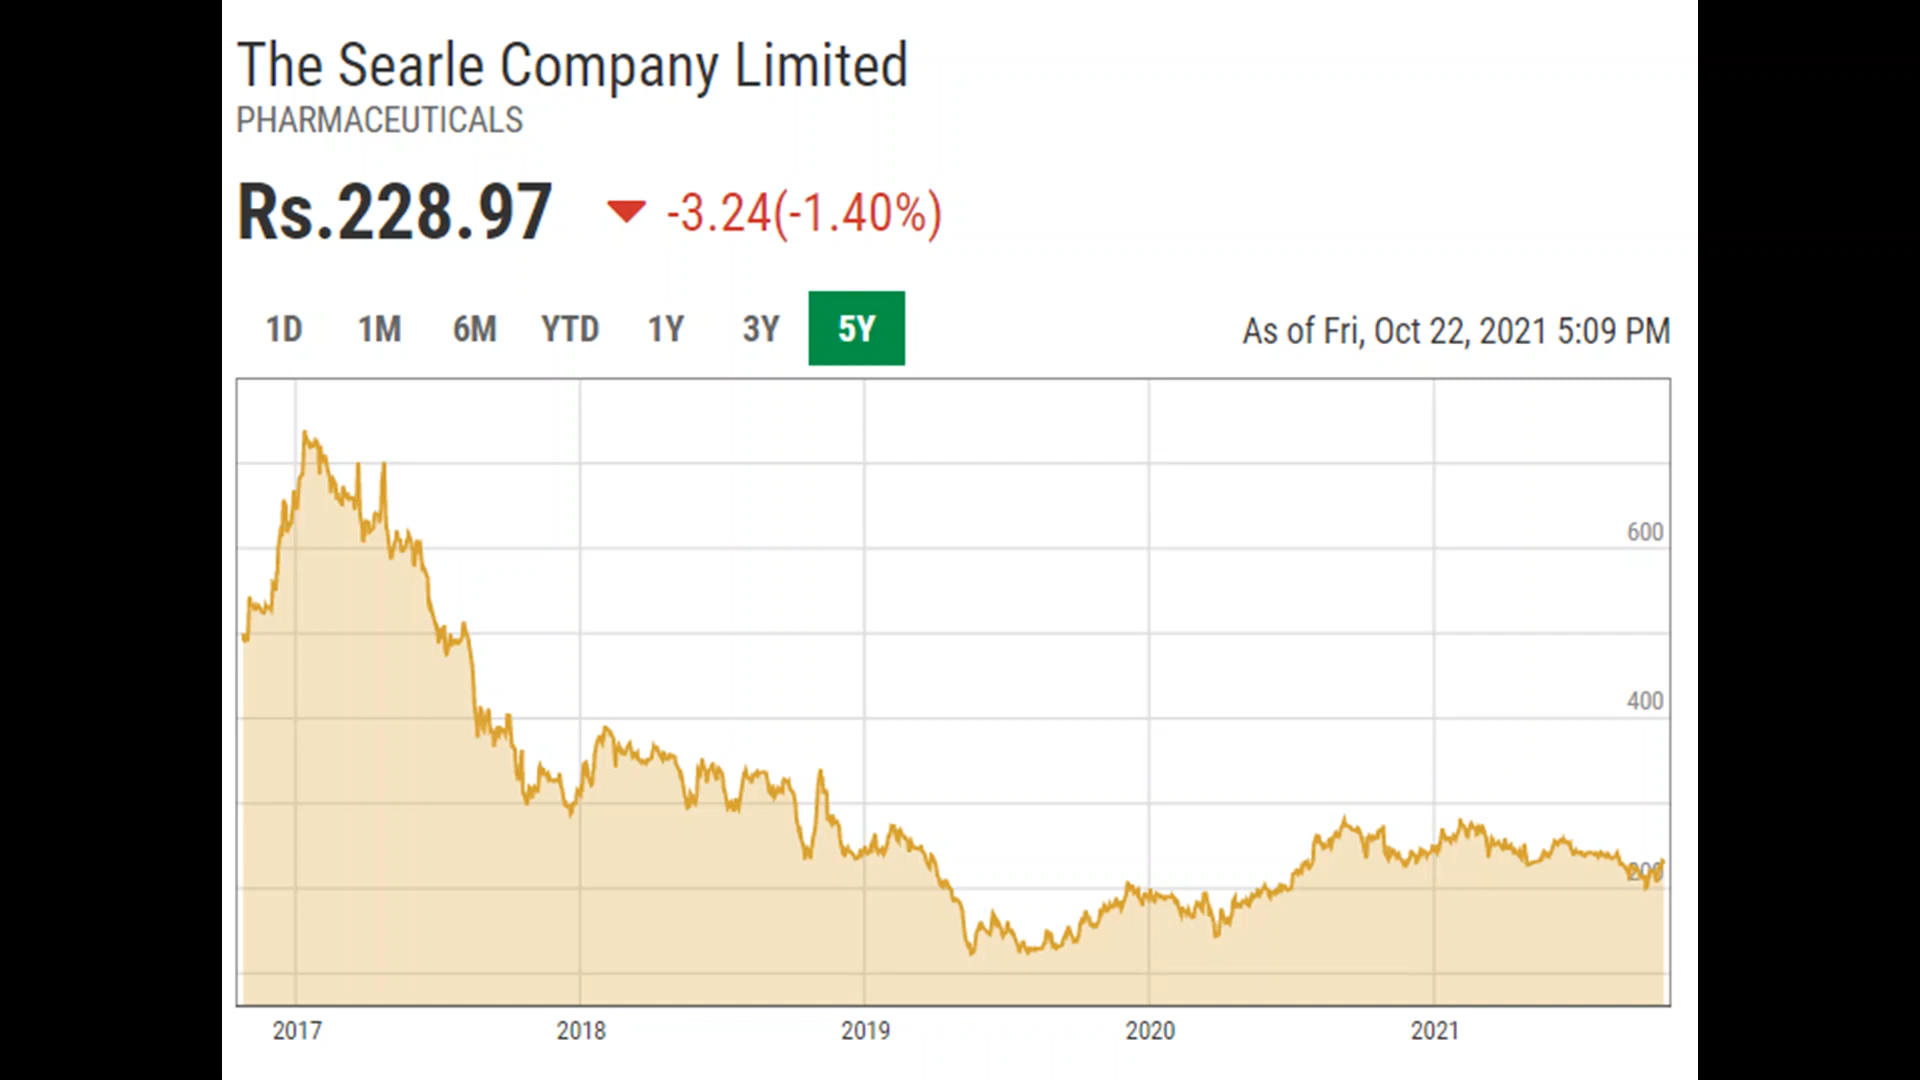 The Searle Company Limited
PHARMACEUTICALS
Rs.228.97 -3.24(-1.40%)
1D 1M 6M YTD 1Y 3Y 5Y As of Fri, Oct 22, 2021 5:09 PM
600
400
200
2017 2018 2019 2020 2021